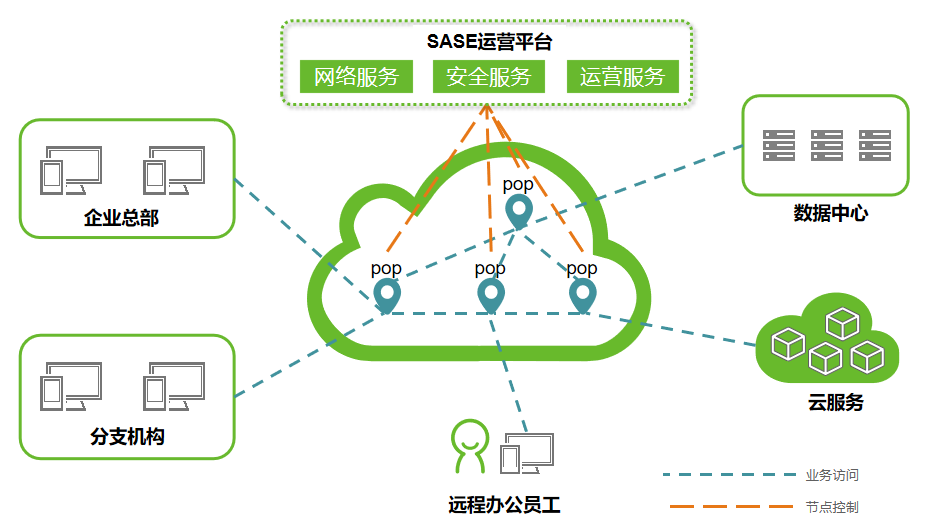 SASE运营平台
网络服务
安全服务
运营服务
企业总部
数据中心
pop
pop
pop
pop
分支机构
云服务
远程办公员工
业务访问
节点控制